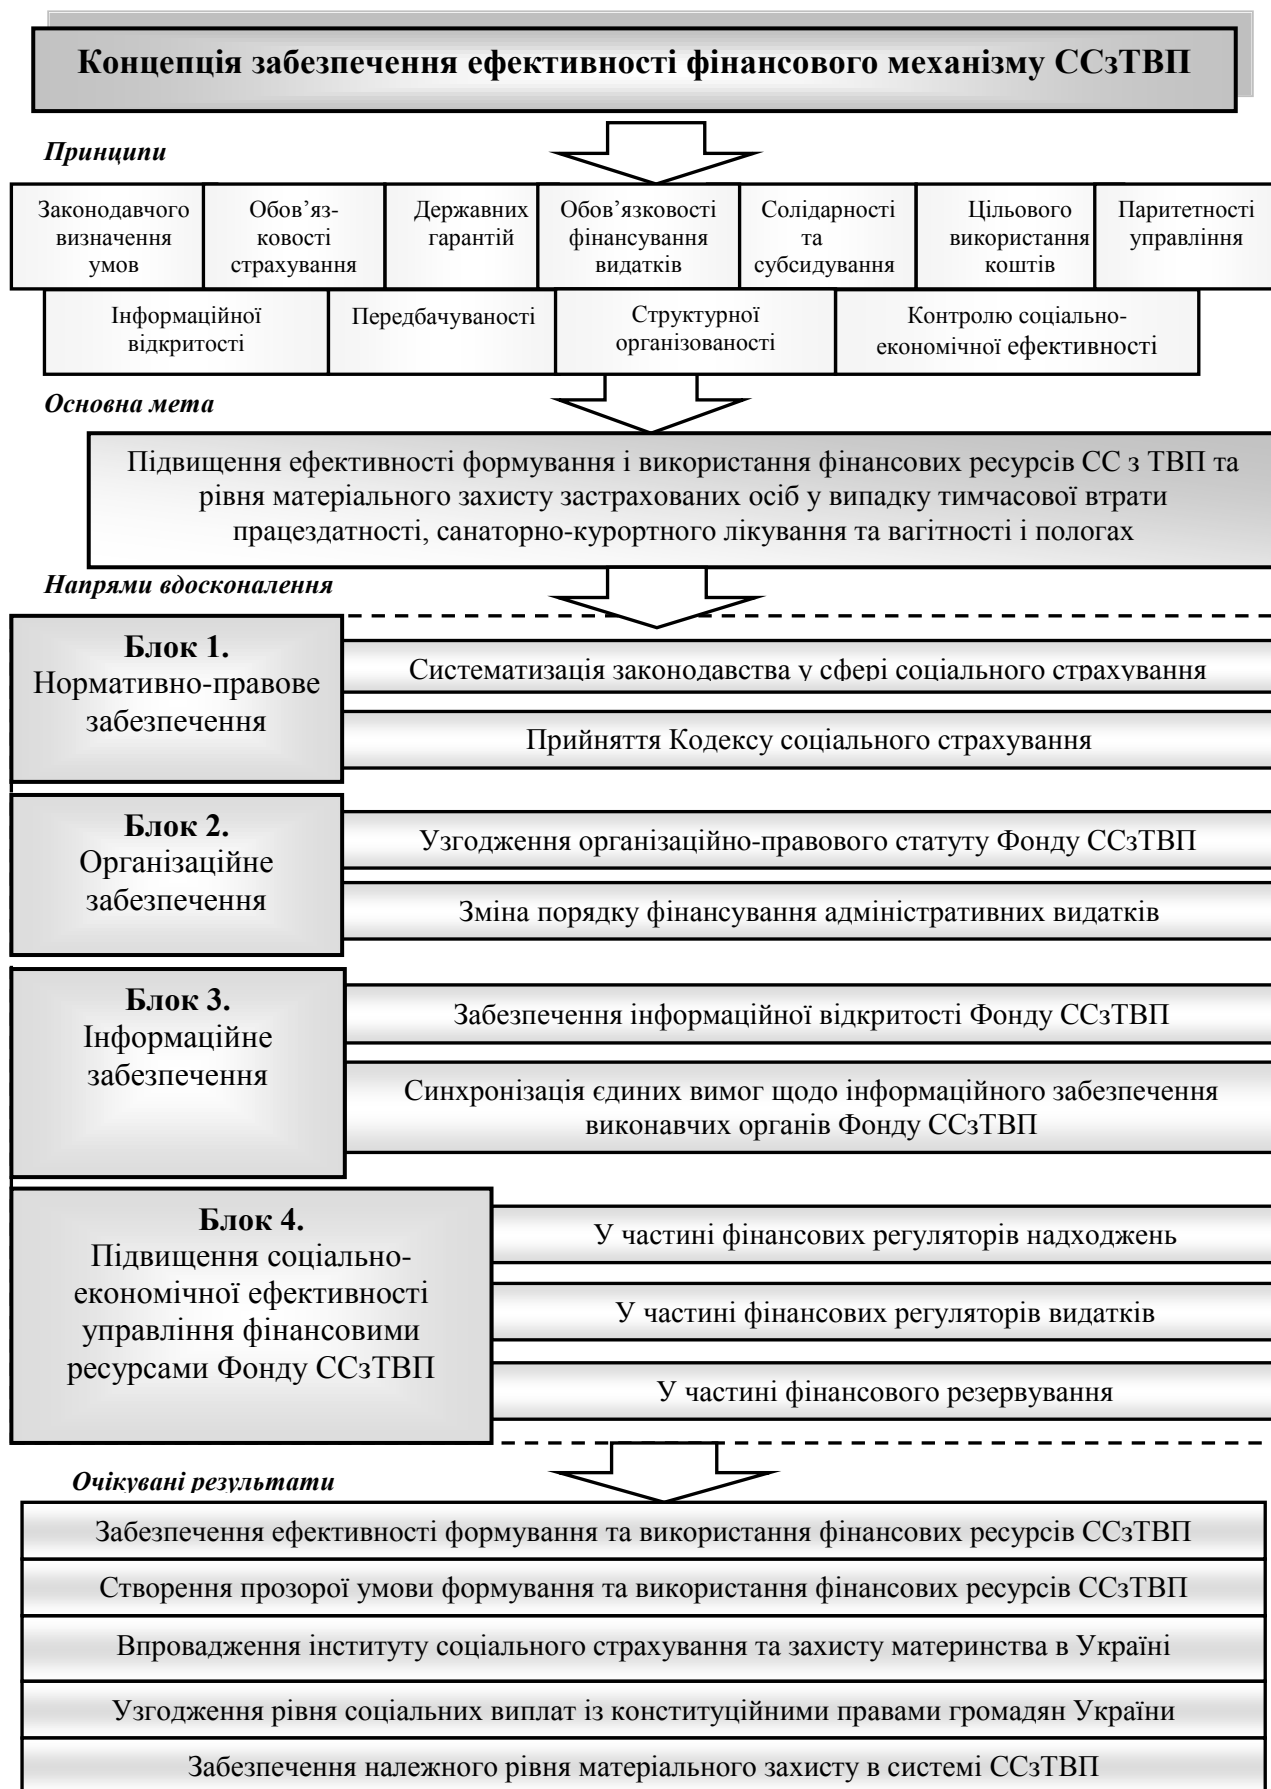 Концепція забезпечення ефективності фінансового механізму ССзТВП
Принципи
Законодавчого
визначення
умов
Обов’яз-
ковості
страхування
Державних
гарантій
Обов’язковості
фінансування
видатків
Солідарності
та
субсидування
Цільового
використання
коштів
Паритетності
управління
Інформаційної
відкритості
Передбачуваності
Структурної
організованості
Контролю соціально-
економічної ефективності
Основна мета
Підвищення ефективності формування і використання фінансових ресурсів СС з ТВП та
рівня матеріального захисту застрахованих осіб у випадку тимчасової втрати
працездатності, санаторно-курортного лікування та вагітності і пологах
Напрями вдосконалення
Блок 1.
Нормативно-правове
забезпечення
Систематизація законодавства у сфері соціального страхування
Прийняття Кодексу соціального страхування
Блок 2.
Організаційне
забезпечення
Узгодження організаційно-правового статуту Фонду ССзТВП
Зміна порядку фінансування адміністративних видатків
Блок 3.
Інформаційне
забезпечення
Забезпечення інформаційної відкритості Фонду ССзТВП
Синхронізація єдиних вимог щодо інформаційного забезпечення
виконавчих органів Фонду ССзТВП
Блок 4.
Підвищення соціально-
економічної ефективності
управління фінансовими
ресурсами Фонду ССзТВП
У частині фінансових регуляторів надходжень
У частині фінансових регуляторів видатків
У частині фінансового резервування
Очікувані результати
Забезпечення ефективності формування та використання фінансових ресурсів ССзТВП
Створення прозорої умови формування та використання фінансових ресурсів ССзТВП
Впровадження інституту соціального страхування та захисту материнства в Україні
Узгодження рівня соціальних виплат із конституційними правами громадян України
Забезпечення належного рівня матеріального захисту в системі ССзТВП